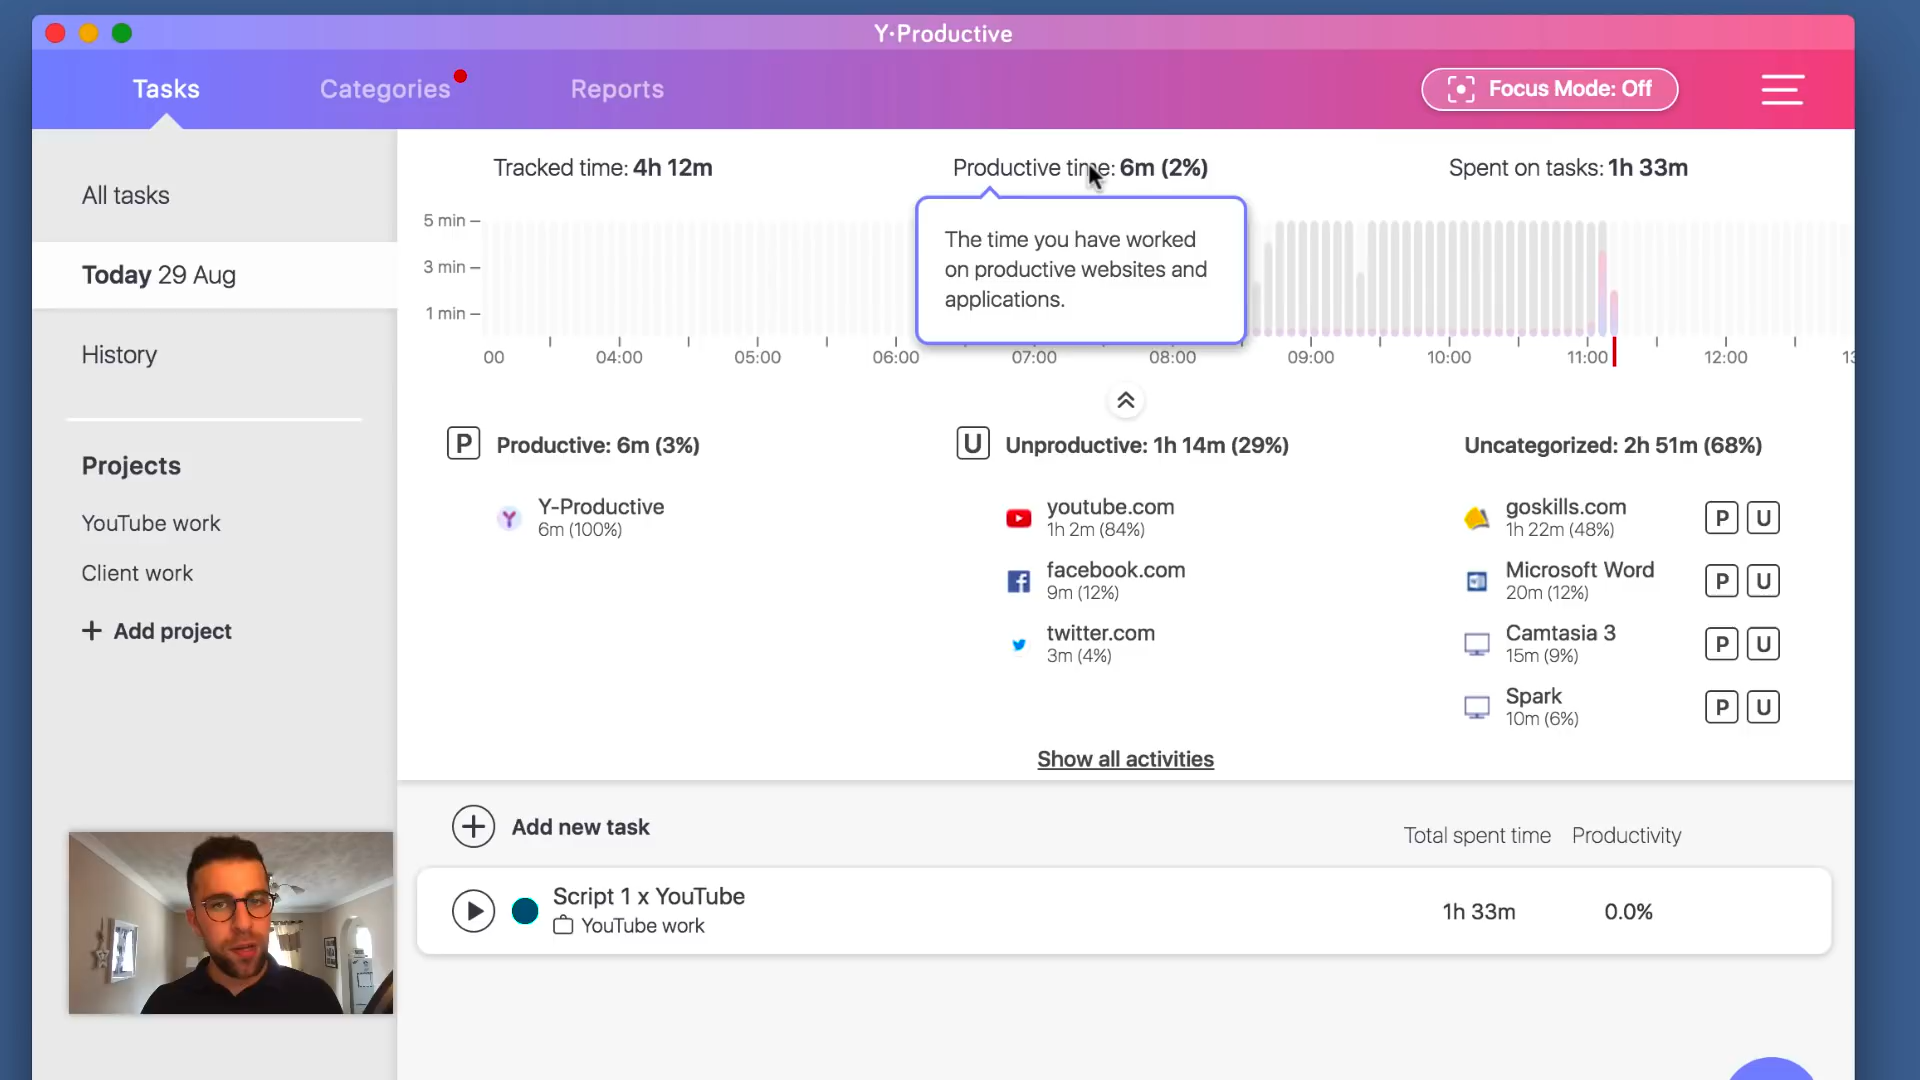 Y·Productive
Tasks
Categories
Reports
Focus Mode: Off
All tasks
Today 29 Aug
History
Projects
YouTube work
Client work
+ Add project
Tracked time: 4h 12m
Productive time: 6m (2%)
Spent on tasks: 1h 33m
The time you have worked
on productive websites and
applications.
5 min
3 min
1 min
00 04:00 05:00 06:00 07:00 08:00 09:00 10:00 11:00 12:00
P Productive: 6m (3%)
Y-Productive
6m (100%)
U Unproductive: 1h 14m (29%)
youtube.com
1h 2m (84%)
facebook.com
9m (12%)
twitter.com
3m (4%)
Uncategorized: 2h 51m (68%)
goskills.com
1h 22m (48%)
P U
Microsoft Word
20m (12%)
P U
Camtasia 3
15m (9%)
P U
Spark
10m (6%)
P U
Show all activities
Add new task
Total spent time Productivity
Script 1 x YouTube
YouTube work
1h 33m 0.0%